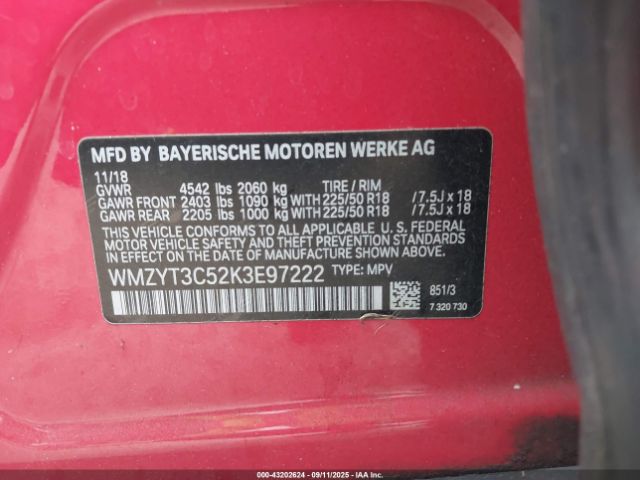 MFD BY BAYERISCHE MOTOREN WERKE AG
11/18
GVWR 4542 lbs 2060 kg TIRE / RIM
GAWR FRONT 2403 lbs 1090 kg WITH 225/50 R18 /7.5J x 18
GAWR REAR 2205 lbs 1000 kg WITH 225/50 R18 /7.5J x 18
THIS VEHICLE CONFORMS TO ALL APPLICABLE U. S. FEDERAL
MOTOR VEHICLE SAFETY AND THEFT PREVENTION STANDARDS
IN EFFECT ON THE DATE OF MANUFACTURE SHOWN ABOVE.
WMZYT3C52K3E97222 TYPE: MPV
851/3
7 320 730
000-43202624 - 09/11/2025 - IAAI.COM